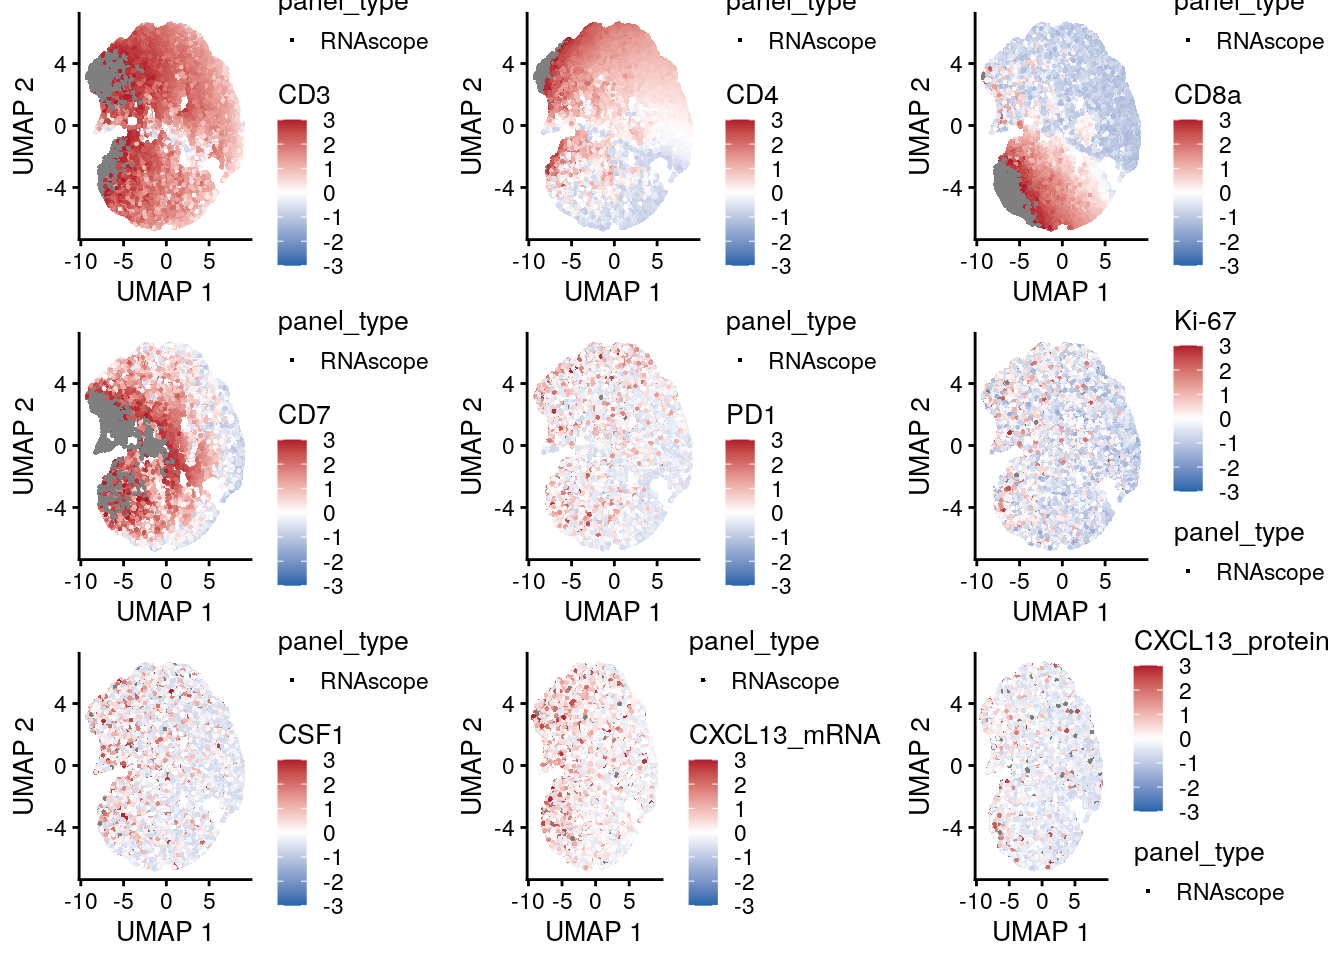 panel_type
RNAscope
CD3
3
2
1
0
-1
-2
-3
UMAP 2
4
0
-4
-10 -5 0 5
UMAP 1
panel_type
RNAscope
CD4
3
2
1
0
-1
-2
-3
UMAP 2
4
0
-4
-10 -5 0 5
UMAP 1
panel_type
RNAscope
CD8a
3
2
1
0
-1
-2
-3
UMAP 2
4
0
-4
-10 -5 0 5
UMAP 1
panel_type
RNAscope
CD7
3
2
1
0
-1
-2
-3
UMAP 2
4
0
-4
-10 -5 0 5
UMAP 1
panel_type
RNAscope
PD1
3
2
1
0
-1
-2
-3
UMAP 2
4
0
-4
-10 -5 0 5
UMAP 1
Ki-67
3
2
1
0
-1
-2
-3
panel_type
RNAscope
UMAP 2
4
0
-4
-10 -5 0 5
UMAP 1
panel_type
RNAscope
CSF1
3
2
1
0
-1
-2
-3
UMAP 2
4
0
-4
-10 -5 0 5
UMAP 1
panel_type
RNAscope
CXCL13_mRNA
3
2
1
0
-1
-2
-3
UMAP 2
4
0
-4
-10 -5 0 5
UMAP 1
CXCL13_protein
3
2
1
0
-1
-2
-3
panel_type
RNAscope
UMAP 2
4
0
-4
-10 -5 0 5
UMAP 1